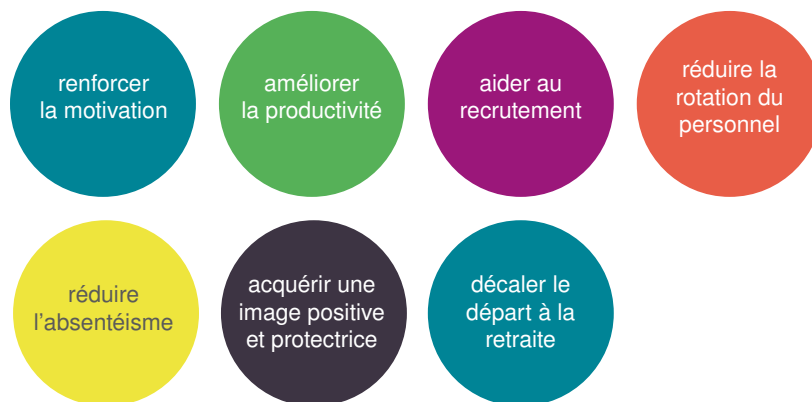 renforcer
la motivation
améliorer
la productivité
aider au
recrutement
réduire la
rotation du
personnel
réduire
l’absentéisme
acquérir une
image positive
et protectrice
décaler le
départ à la
retraite